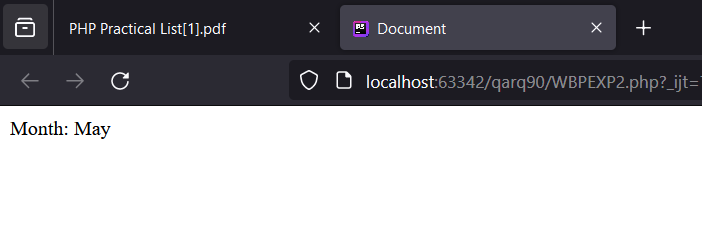 PHP Practical List[1].pdf
Document
localhost:63342/qarq90/WBPEXP2.php?_ijt=
Month: May